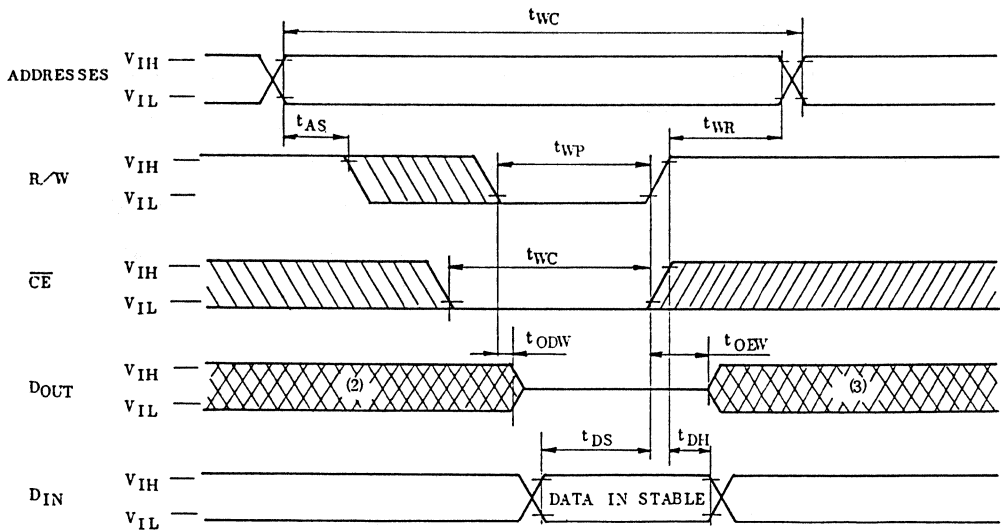 tWC
ADDRESSES
VIH
VIL
tAS
tWR
R/W
VIH
VIL
tWP
CE
VIH
VIL
tWC
tODW
tOEW
DOUT
VIH
VIL
(2)
(3)
tDS
tDH
DIN
VIH
VIL
DATA IN STABLE